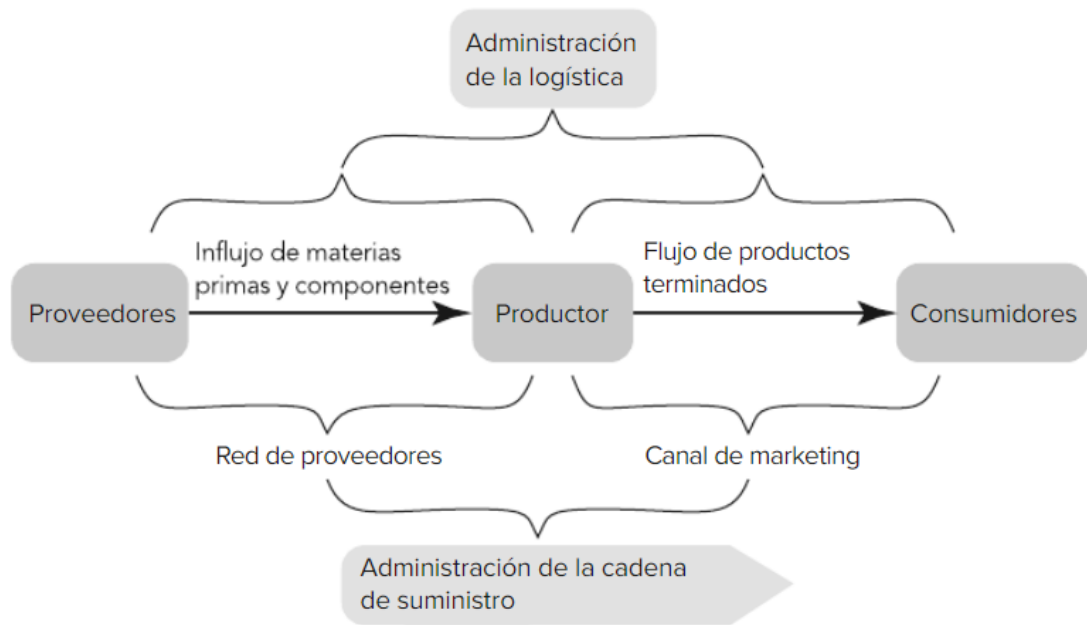 Administración
de la logística
Influjo de materias
primas y componentes
Flujo de productos
terminados
Proveedores
Productor
Consumidores
Red de proveedores
Canal de marketing
Administración de la cadena
de suministro